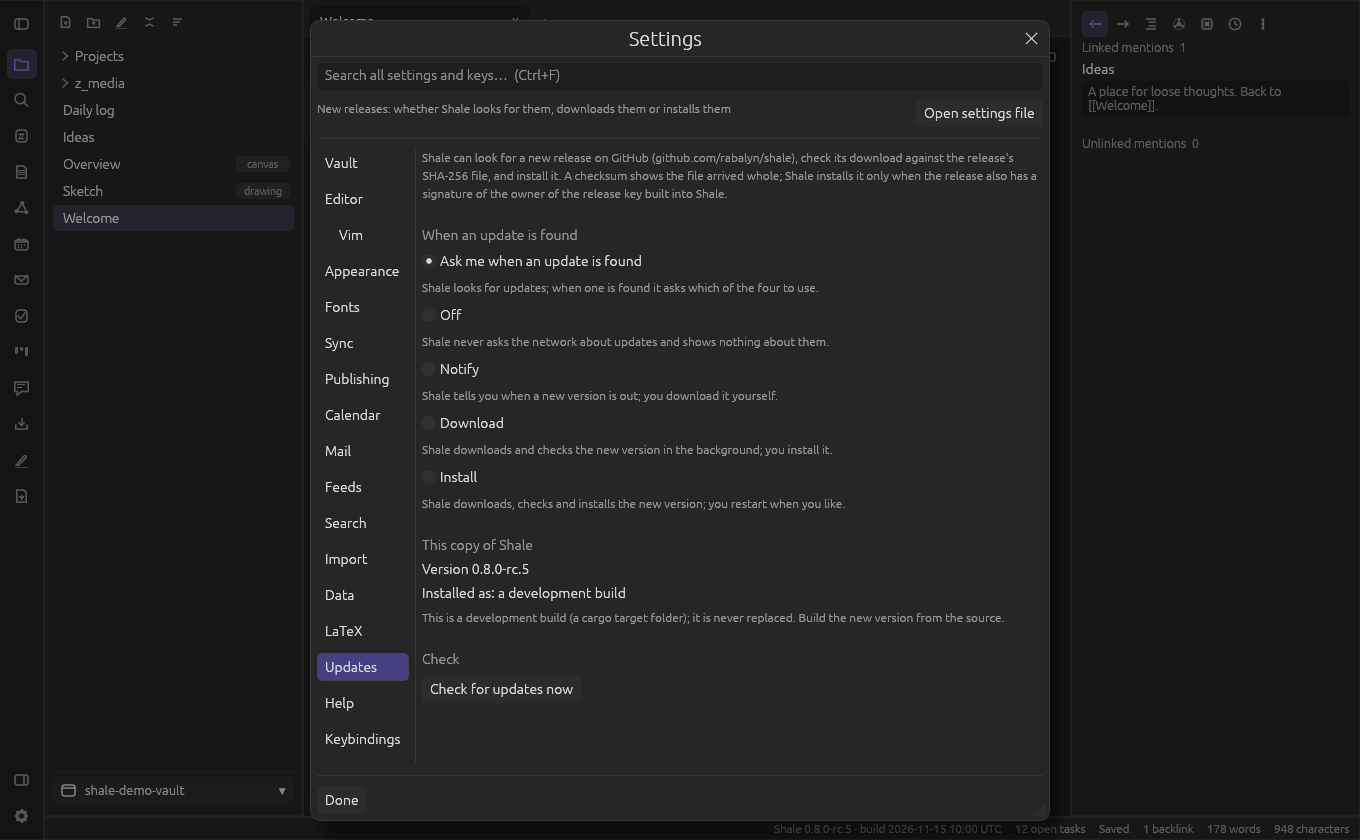 Settings
Search all settings and keys... (Ctrl+F)
New releases: whether Shale looks for them, downloads them or installs them
Open settings file
Projects
z_media
Daily log
Ideas
Overview
canvas
Sketch
drawing
Welcome
shale-demo-vault
Vault
Editor
Vim
Appearance
Fonts
Sync
Publishing
Calendar
Mail
Feeds
Search
Import
Data
LaTeX
Updates
Help
Keybindings
Shale can look for a new release on GitHub (github.com/rabalyn/shale), check its download against the release's
SHA-256 file, and install it. A checksum shows the file arrived whole; Shale installs it only when the release also has a
signature of the owner of the release key built into Shale.
When an update is found
Ask me when an update is found
Shale looks for updates; when one is found it asks which of the four to use.
Off
Shale never asks the network about updates and shows nothing about them.
Notify
Shale tells you when a new version is out; you download it yourself.
Download
Shale downloads and checks the new version in the background; you install it.
Install
Shale downloads, checks and installs the new version; you restart when you like.
This copy of Shale
Version 0.8.0-rc.5
Installed as: a development build
This is a development build (a cargo target folder); it is never replaced. Build the new version from the source.
Check
Check for updates now
Done
Linked mentions 1
Ideas
A place for loose thoughts. Back to
[[Welcome]].
Unlinked mentions 0
Shale 0.8.0-rc.5 · build 2026-11-15 10:00 UTC
12 open tasks
Saved
1 backlink
178 words
948 characters